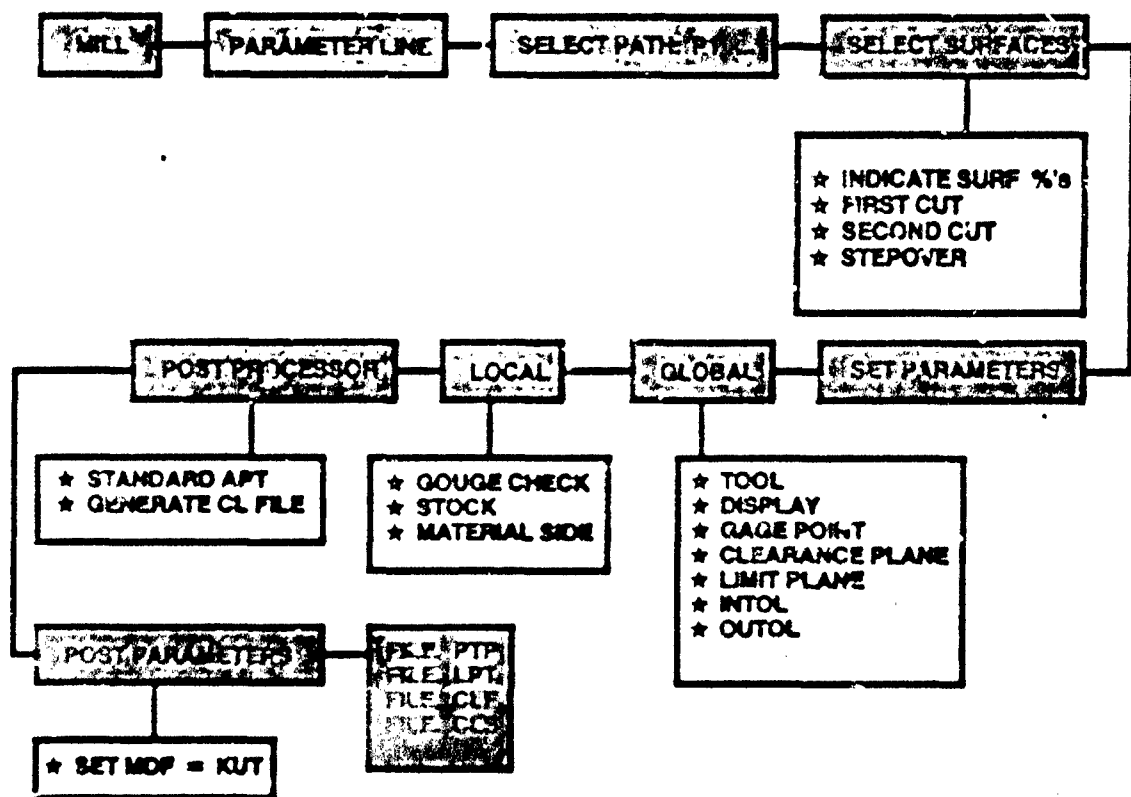 MILL
PARAMETER LINE
SELECT PATH
SELECT SURFACES
☆ INDICATE SURF %'s
☆ FIRST CUT
☆ SECOND CUT
☆ STEPOVER
POST PROCESSOR
LOCAL
GLOBAL
SET PARAMETERS
☆ STANDARD APT
☆ GENERATE CL FILE
☆ GOUGE CHECK
☆ STOCK
☆ MATERIAL SIDE
☆ TOOL
☆ DISPLAY
☆ GAGE POINT
☆ CLEARANCE PLANE
☆ LIMIT PLANE
☆ INTOL
☆ OUTOL
POST PARAMETERS
FILE PTP
FILE LPT
FILE CLF
FILE
☆ SET MDF = KUT